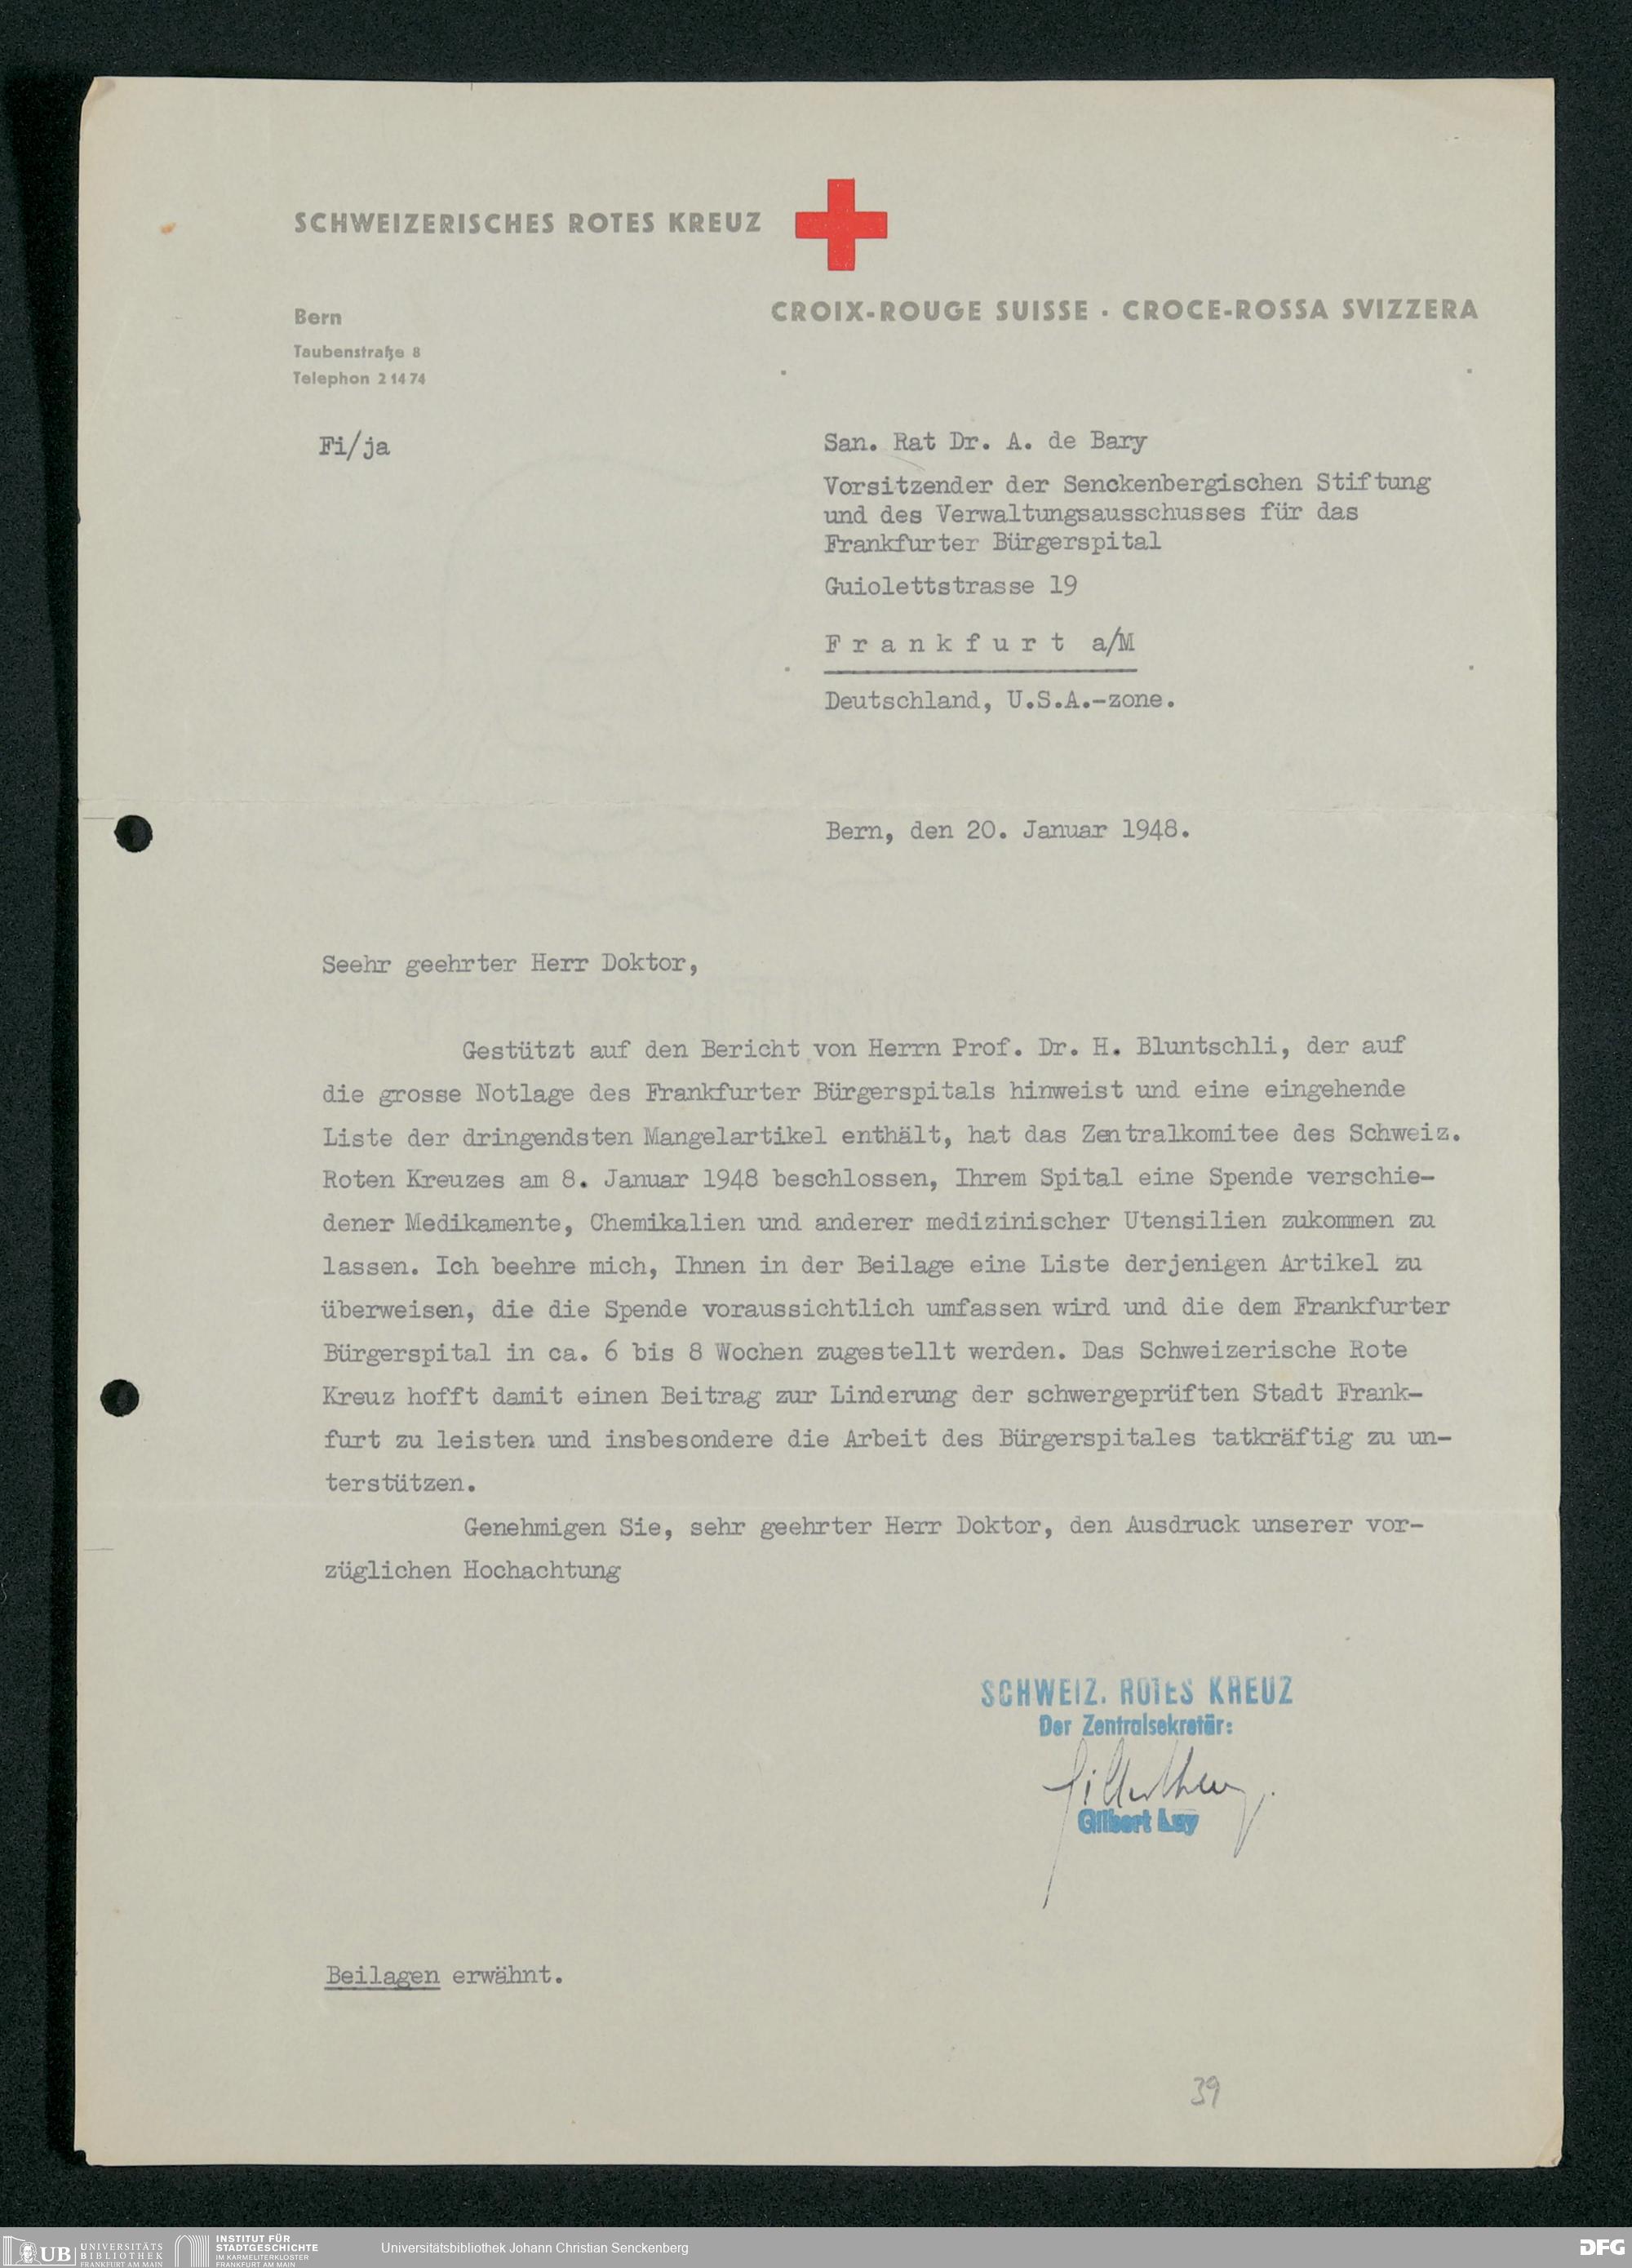 SCHWEIZERISCHES ROTES KREUZ
CROIX-ROUGE SUISSE · CROCE-ROSSA SVIZZERA
Bern
Taubenstraße 8
Telephon 2 14 74
Fi/ja
San. Rat Dr. A. de Bary
Vorsitzender der Senckenbergischen Stiftung
und des Verwaltungsausschusses für das
Frankfurter Bürgerspital
Guiolettstrasse 19
Frankfurt a/M
Deutschland, U.S.A.-zone.
Bern, den 20. Januar 1948.
Seehr geehrter Herr Doktor,
Gestützt auf den Bericht von Herrn Prof. Dr. H. Bluntschli, der auf
die grosse Notlage des Frankfurter Bürgerspitals hinweist und eine eingehende
Liste der dringendsten Mangelartikel enthält, hat das Zentralkomitee des Schweiz.
Roten Kreuzes am 8. Januar 1948 beschlossen, Ihrem Spital eine Spende verschie-
dener Medikamente, Chemikalien und anderer medizinischer Utensilien zukommen zu
lassen. Ich beehre mich, Ihnen in der Beilage eine Liste derjenigen Artikel zu
überweisen, die die Spende voraussichtlich umfassen wird und die dem Frankfurter
Bürgerspital in ca. 6 bis 8 Wochen zugestellt werden. Das Schweizerische Rote
Kreuz hofft damit einen Beitrag zur Linderung der schwergeprüften Stadt Frank-
furt zu leisten und insbesondere die Arbeit des Bürgerspitales tatkräftig zu un-
terstützen.
Genehmigen Sie, sehr geehrter Herr Doktor, den Ausdruck unserer vor-
züglichen Hochachtung
SCHWEIZ. ROTES KREUZ
Der Zentralsekretär:
Gilbert Luy
Beilagen erwähnt.
39
UB UNIVERSITÄTS
BIBLIOTHEK
FRANKFURT AM MAIN
INSTITUT FÜR
STADTGESCHICHTE
IM KARMELITERKLOSTER
FRANKFURT AM MAIN
Universitätsbibliothek Johann Christian Senckenberg
DFG